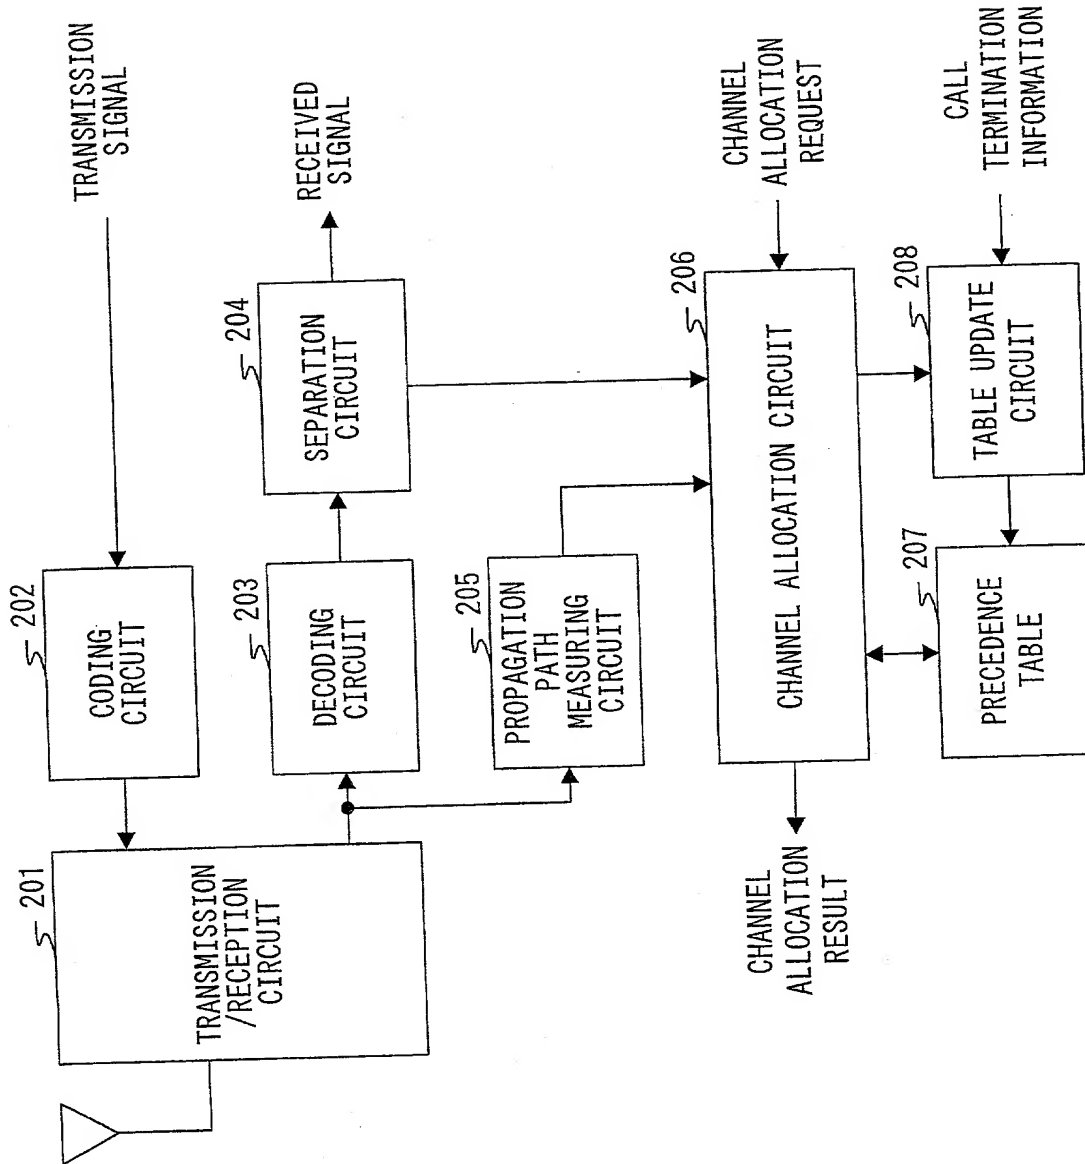 TRANSMISSION
SIGNAL
RECEIVED
SIGNAL
CHANNEL
ALLOCATION
REQUEST
CALL
TERMINATION
INFORMATION
201
TRANSMISSION
/RECEPTION
CIRCUIT
202
CODING
CIRCUIT
203
DECODING
CIRCUIT
204
SEPARATION
CIRCUIT
205
PROPAGATION
PATH
MEASURING
CIRCUIT
206
CHANNEL ALLOCATION CIRCUIT
207
PRECEDENCE
TABLE
208
TABLE UPDATE
CIRCUIT
CHANNEL
ALLOCATION
RESULT